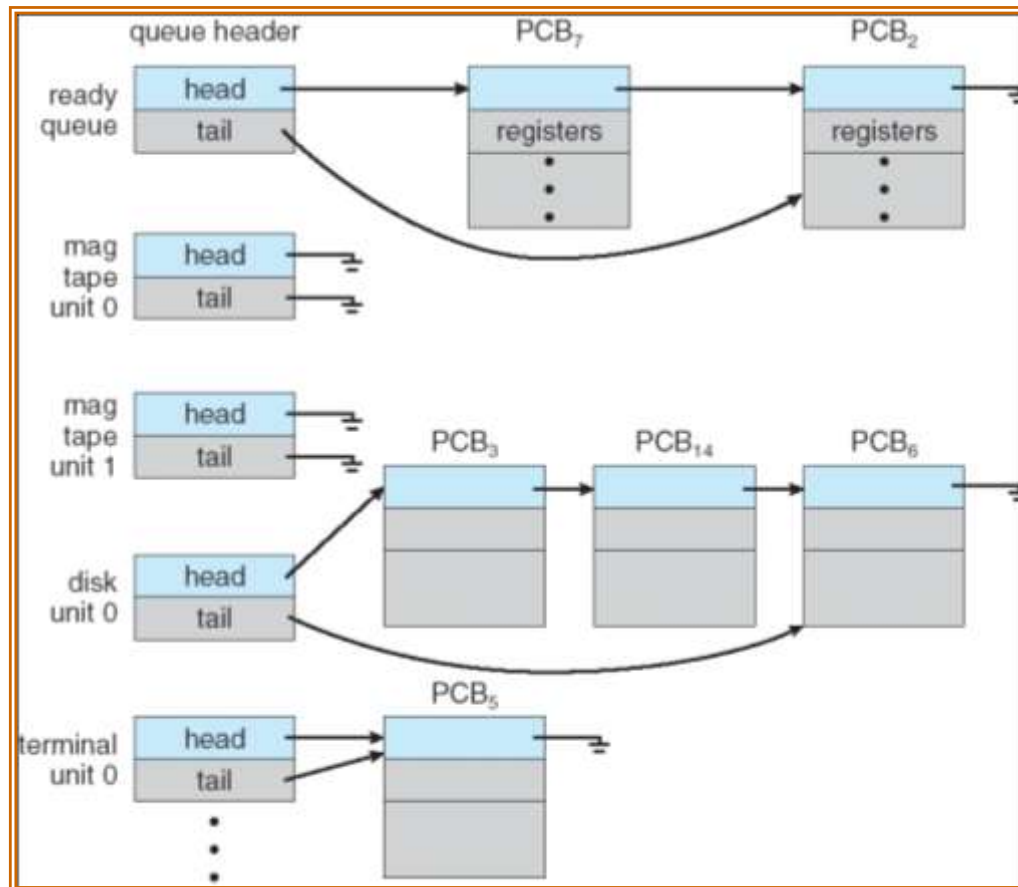 queue header
PCB₇
PCB₂
ready
queue
head
tail
registers
registers
mag
tape
unit 0
head
tail
mag
tape
unit 1
head
tail
PCB₃
PCB₁₄
PCB₆
disk
unit 0
head
tail
PCB₅
terminal
unit 0
head
tail